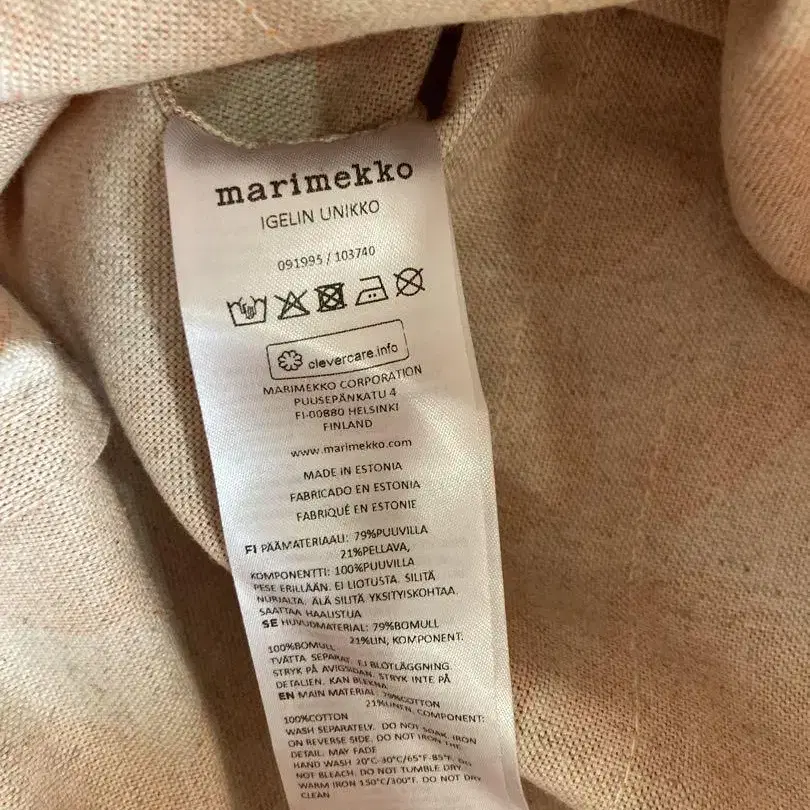 marimekko
IGELIN UNIKKO
091995 / 103740
clevercare.info
MARIMEKKO CORPORATION
PUUSEPÄNKATU 4
FI-00880 HELSINKI
FINLAND
www.marimekko.com
MADE IN ESTONIA
FABRICADO EN ESTONIA
FABRIQUÉ EN ESTONIE
FI PÄÄMATERIAALI: 79%PUUVILLA
21%PELLAVA,
KOMPONENTTI: 100%PUUVILLA
PESE ERILLÄÄN. EI LIOTUSTA. SILITÄ
NURJALTA. ÄLÄ SILITÄ YKSITYISKOHTAA.
SAATTAA HAALISTUA
SE HUVUDMATERIAL: 79%BOMULL
21%LIN, KOMPONENT:
100%BOMULL
TVÄTTA SEPARAT. EJ BLÖTLÄGGNING.
STRYK PÅ AVIGSIDAN. STRYK INTE PÅ
DETALJEN. KAN BLEKNA
EN MAIN MATERIAL: 79%COTTON
21%LINEN, COMPONENT:
100%COTTON
WASH SEPARATELY. DO NOT SOAK. IRON
ON REVERSE SIDE. DO NOT IRON THE
DETAIL. MAY FADE
HAND WASH 20°C-30°C/65°F-85°F. DO
NOT BLEACH. DO NOT TUMBLE DRY.
WARM IRON 150°C/300°F. DO NOT DRY
CLEAN